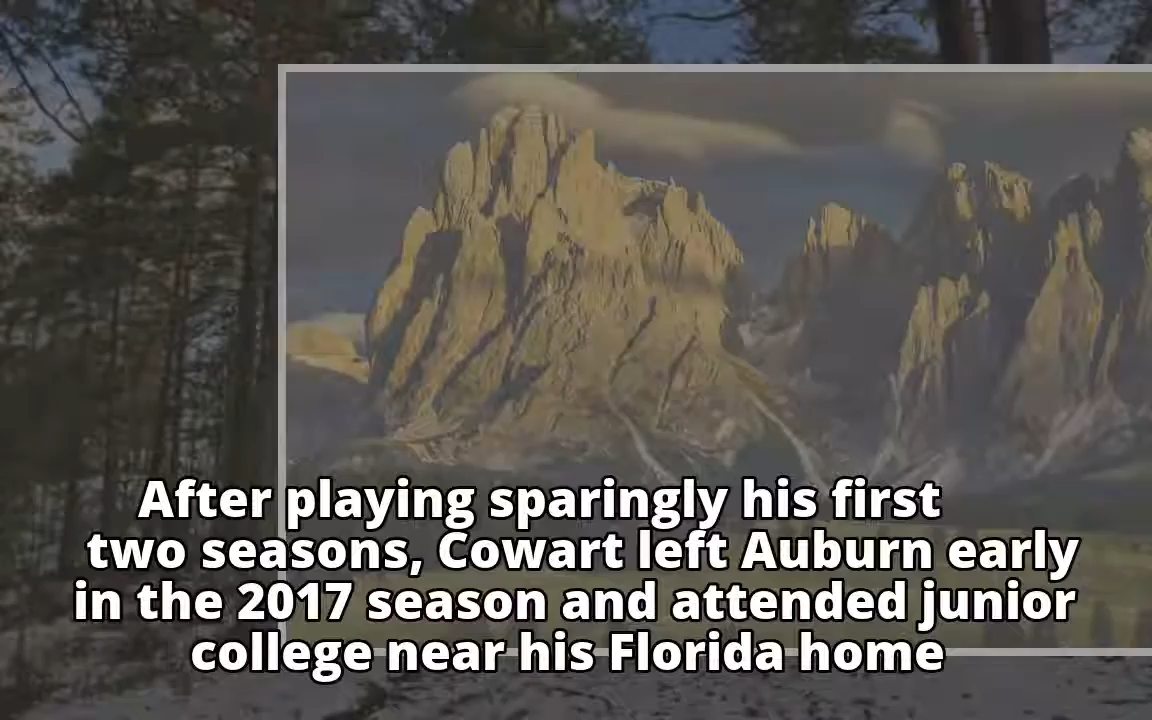 After playing sparingly his first
two seasons, Cowart left Auburn early
in the 2017 season and attended junior
college near his Florida home